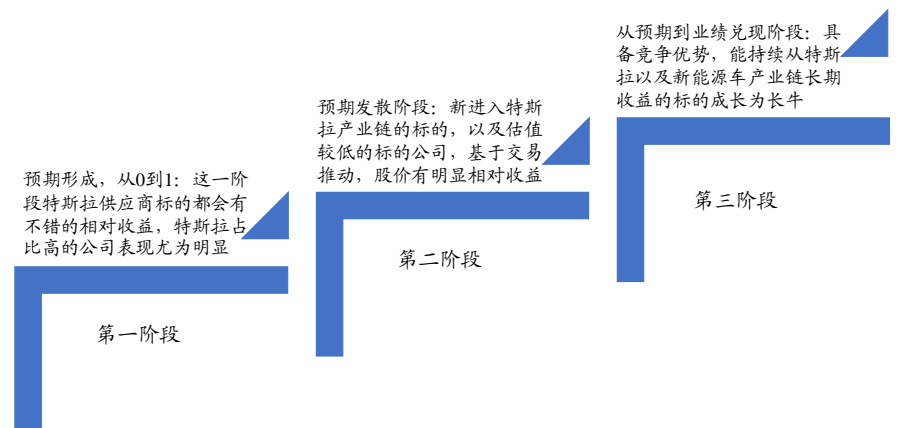 预期形成，从0到1：这一阶
段特斯拉供应商标的都会有
不错的相对收益，特斯拉占
比高的公司表现尤为明显
第一阶段
预期发散阶段：新进入特斯
拉产业链的标的，以及估值
较低的标的公司，基于交易
推动，股价有明显相对收益
第二阶段
从预期到业绩兑现阶段：具
备竞争优势，能持续从特斯
拉以及新能源车产业链长期
收益的标的成长为长牛
第三阶段